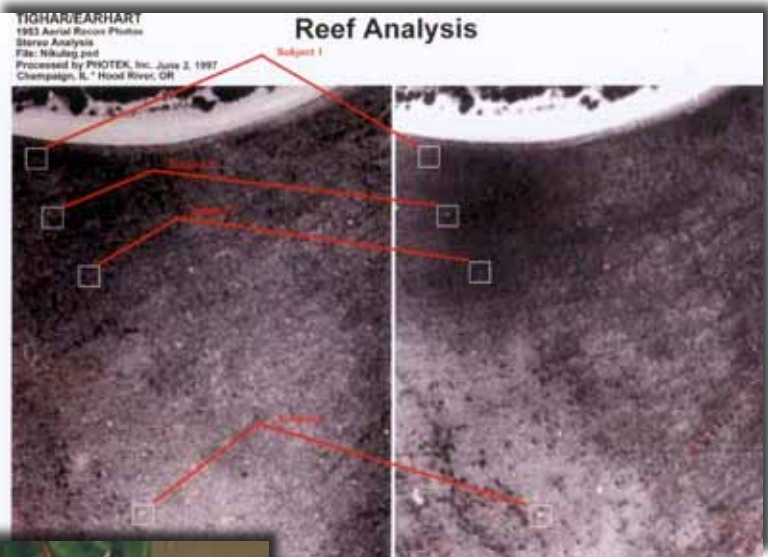 TIGHAR/EARHART
1953 Aerial Recon Photos
Stereo Analysis
File: Nikuleg.psd
Processed by PHOTEK, Inc. June 2, 1997
Champaign, IL * Hood River, OR
Reef Analysis
Subject 1